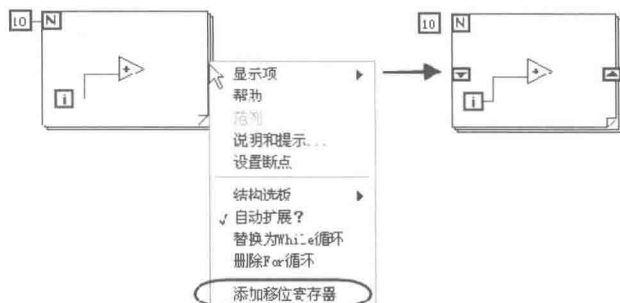 10 N
i
显示项
帮助
范例
说明和提示...
设置断点
结构选板
自动扩展？
替换为While循环
删除For循环
添加移位寄存器
10 N
i